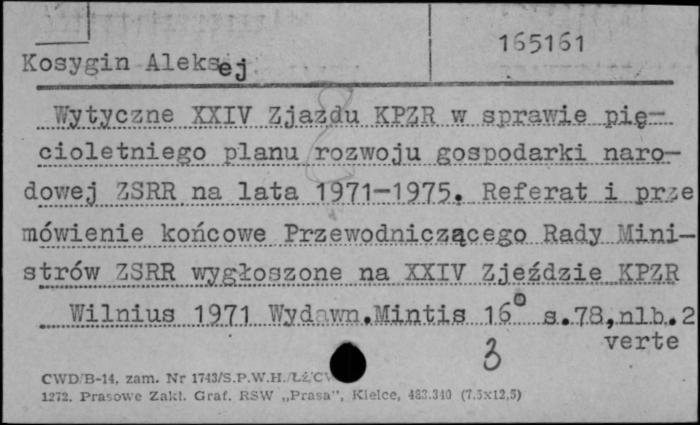 165161
Kosygin Aleksej
Wytyczne XXIV Zjazdu KPZR w sprawie pię-
cioletniego planu rozwoju gospodarki naro-
dowej ZSRR na lata 1971-1975. Referat i prze
mówienie końcowe Przewodniczącego Rady Mini-
strów ZSRR wygłoszone na XXIV Zjeździe KPZR
Wilnius 1971 Wydawn.Mintis 16° s.78,nlb.2
verte
3
CWD/B-14, zam. Nr 1743/S.P.W.H./Łź/CW
1272. Prasowe Zakł. Graf. RSW „Prasa", Kielce, 483.340 (7,5x12,5)